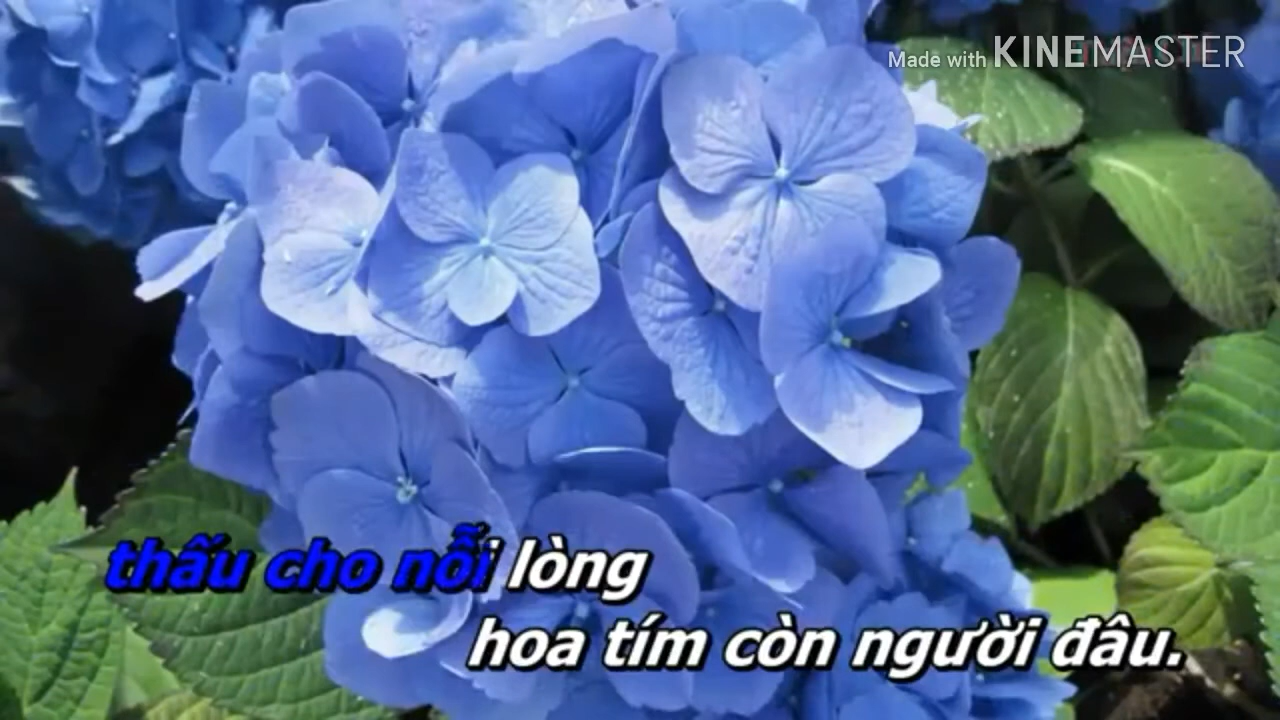 Made with KINEMASTER
thấu cho nỗi lòng
hoa tím còn người đâu.